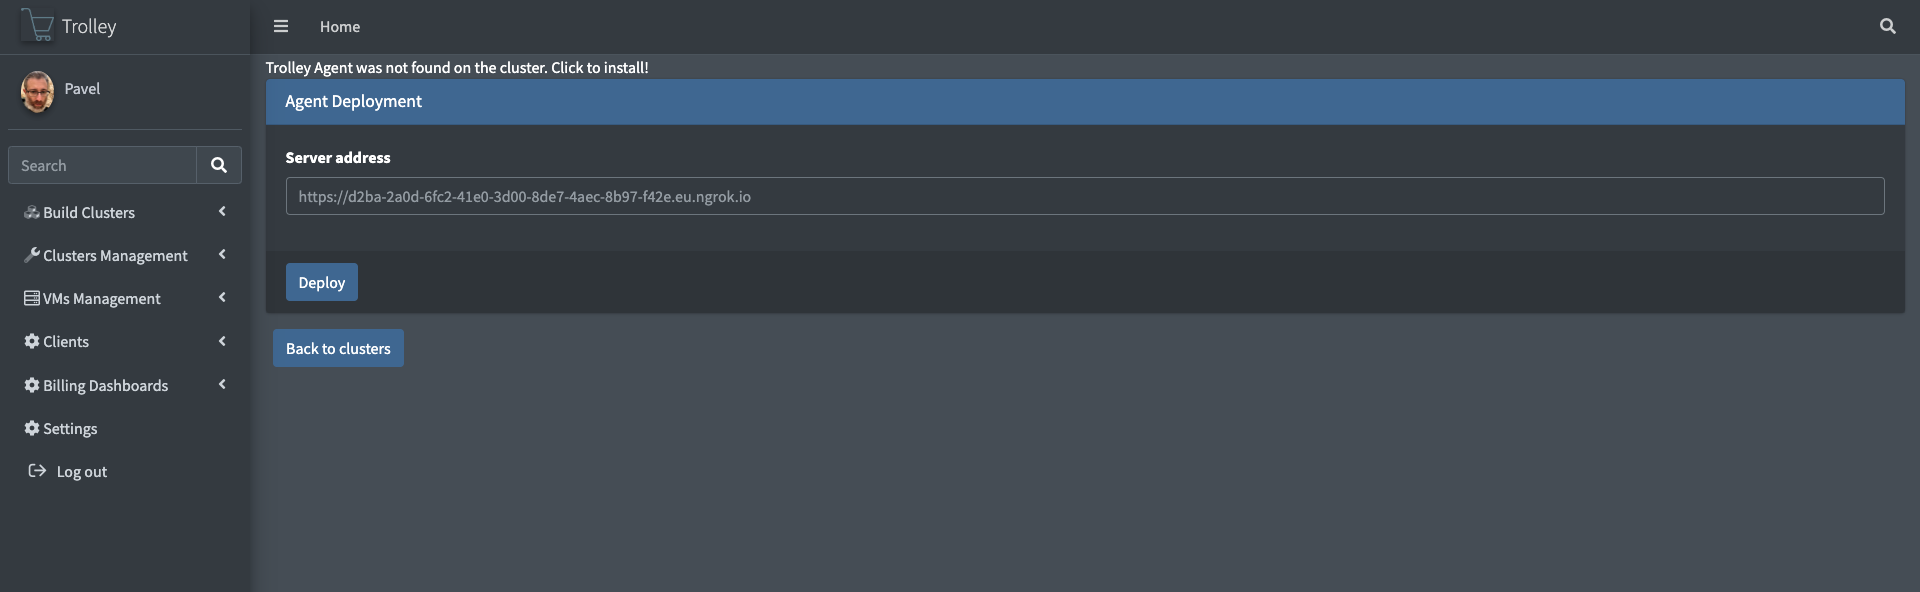 Trolley
Home
Pavel
Search
Build Clusters
Clusters Management
VMs Management
Clients
Billing Dashboards
Settings
Log out
Trolley Agent was not found on the cluster. Click to install!
Agent Deployment
Server address
https://d2ba-2a0d-6fc2-41e0-3d00-8de7-4aec-8b97-f42e.eu.ngrok.io
Deploy
Back to clusters